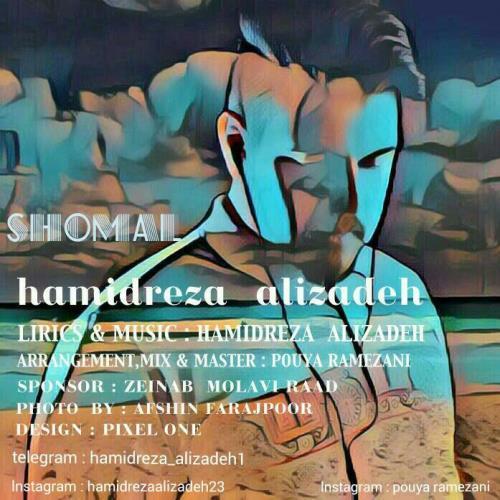 SHOMAL
hamidreza alizadeh
LIRICS & MUSIC : HAMIDREZA ALIZADEH
ARRANGEMENT,MIX & MASTER : POUYA RAMEZANI
SPONSOR : ZEINAB MOLAVI RAAD
PHOTO BY : AFSHIN FARAJPOOR
DESIGN : PIXEL ONE
telegram : hamidreza_alizadeh1
Instagram : hamidrezaalizadeh23 Instagram : pouya ramezani